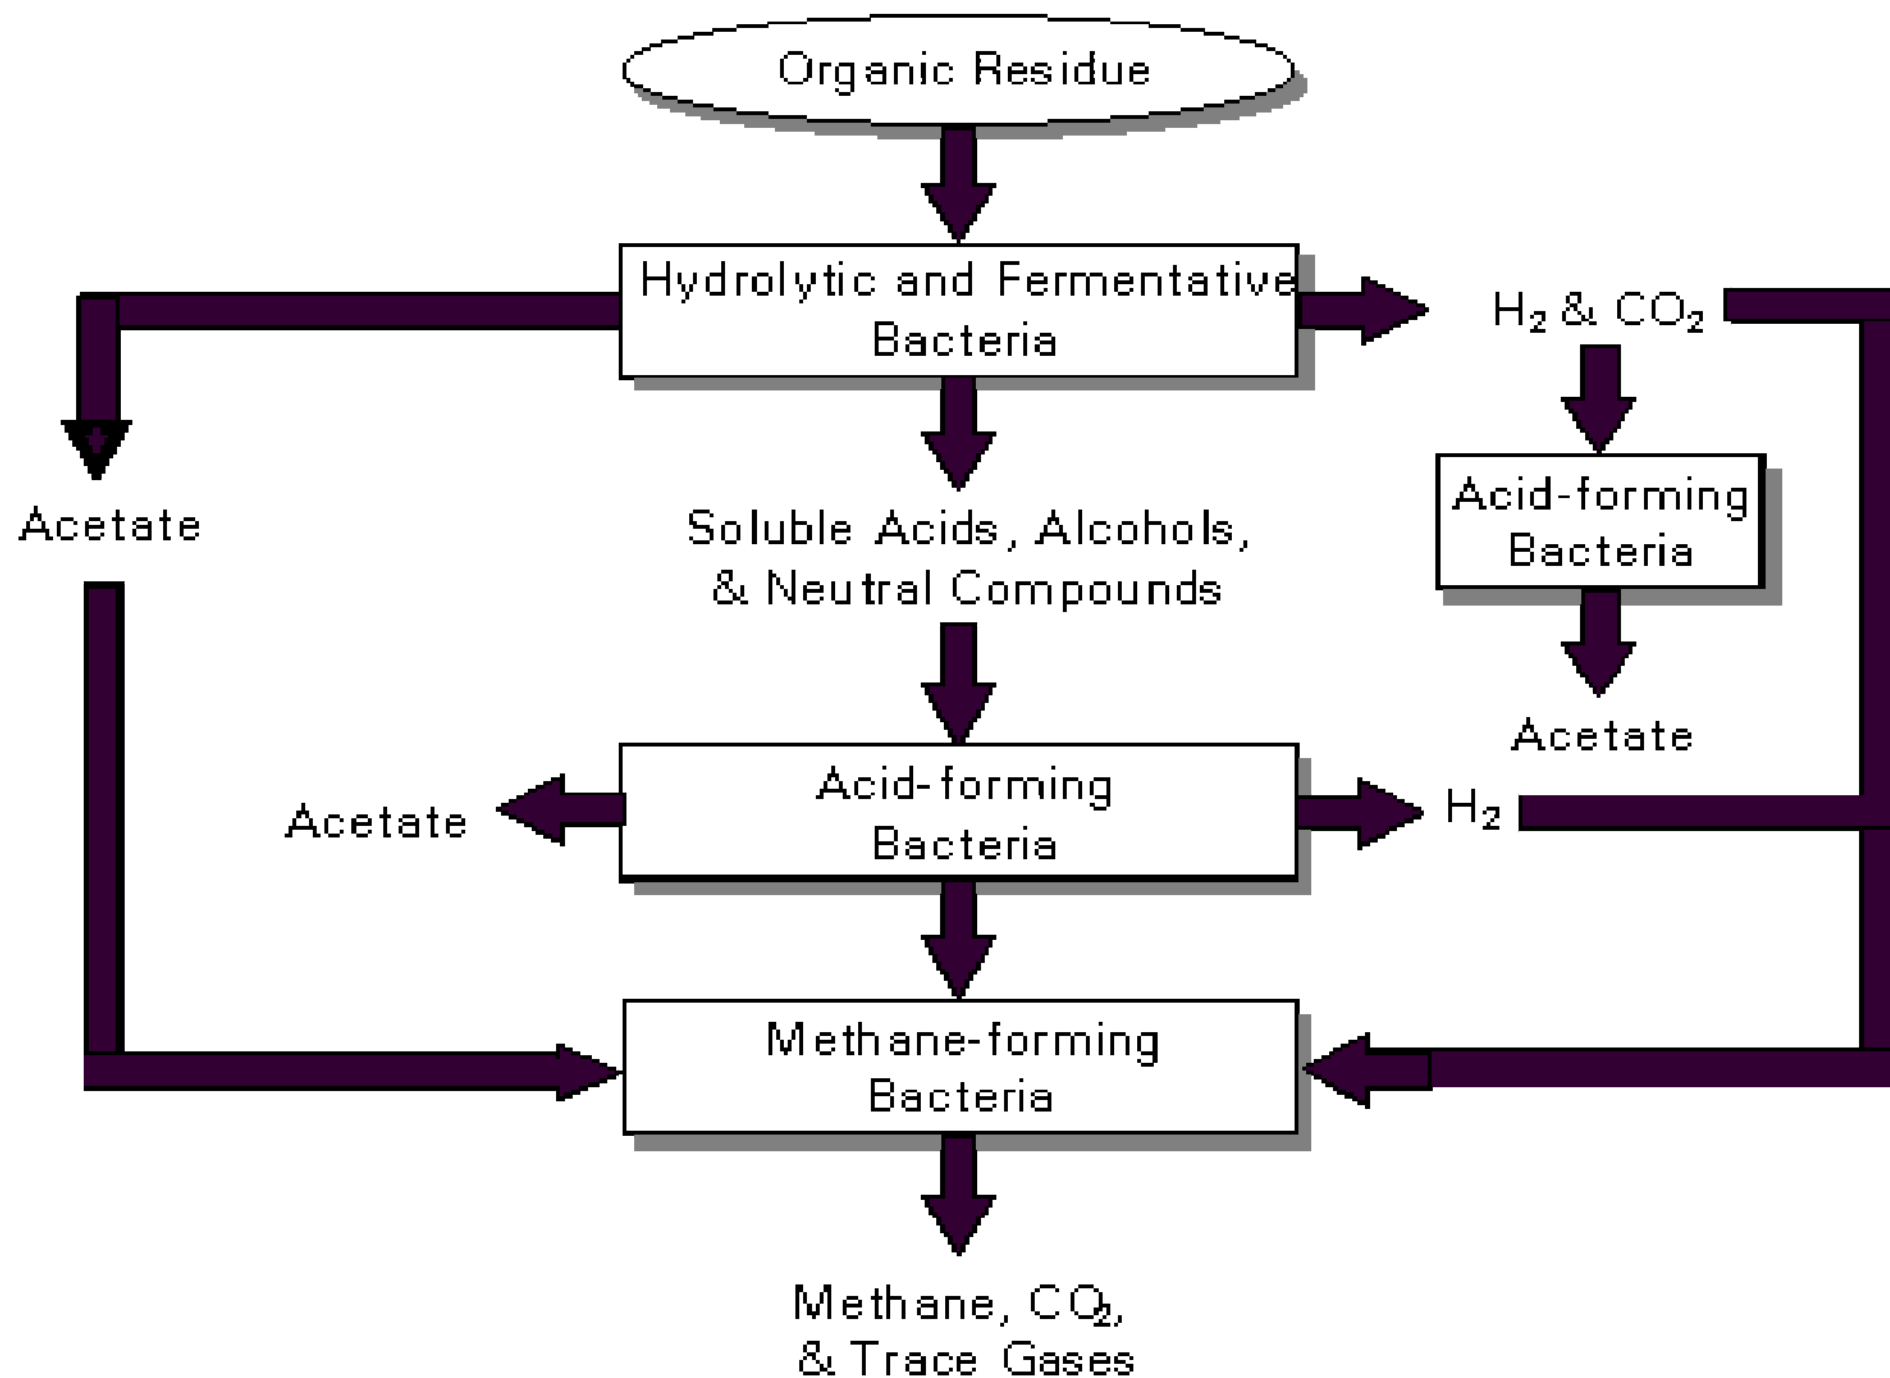 Organic Residue
Hydrolytic and Fermentative
Bacteria
H₂ & CO₂
Acid-forming
Bacteria
Acetate
Acetate
Soluble Acids, Alcohols,
& Neutral Compounds
Acid-forming
Bacteria
Acetate
H₂
Methane-forming
Bacteria
Methane, CO₂,
& Trace Gases